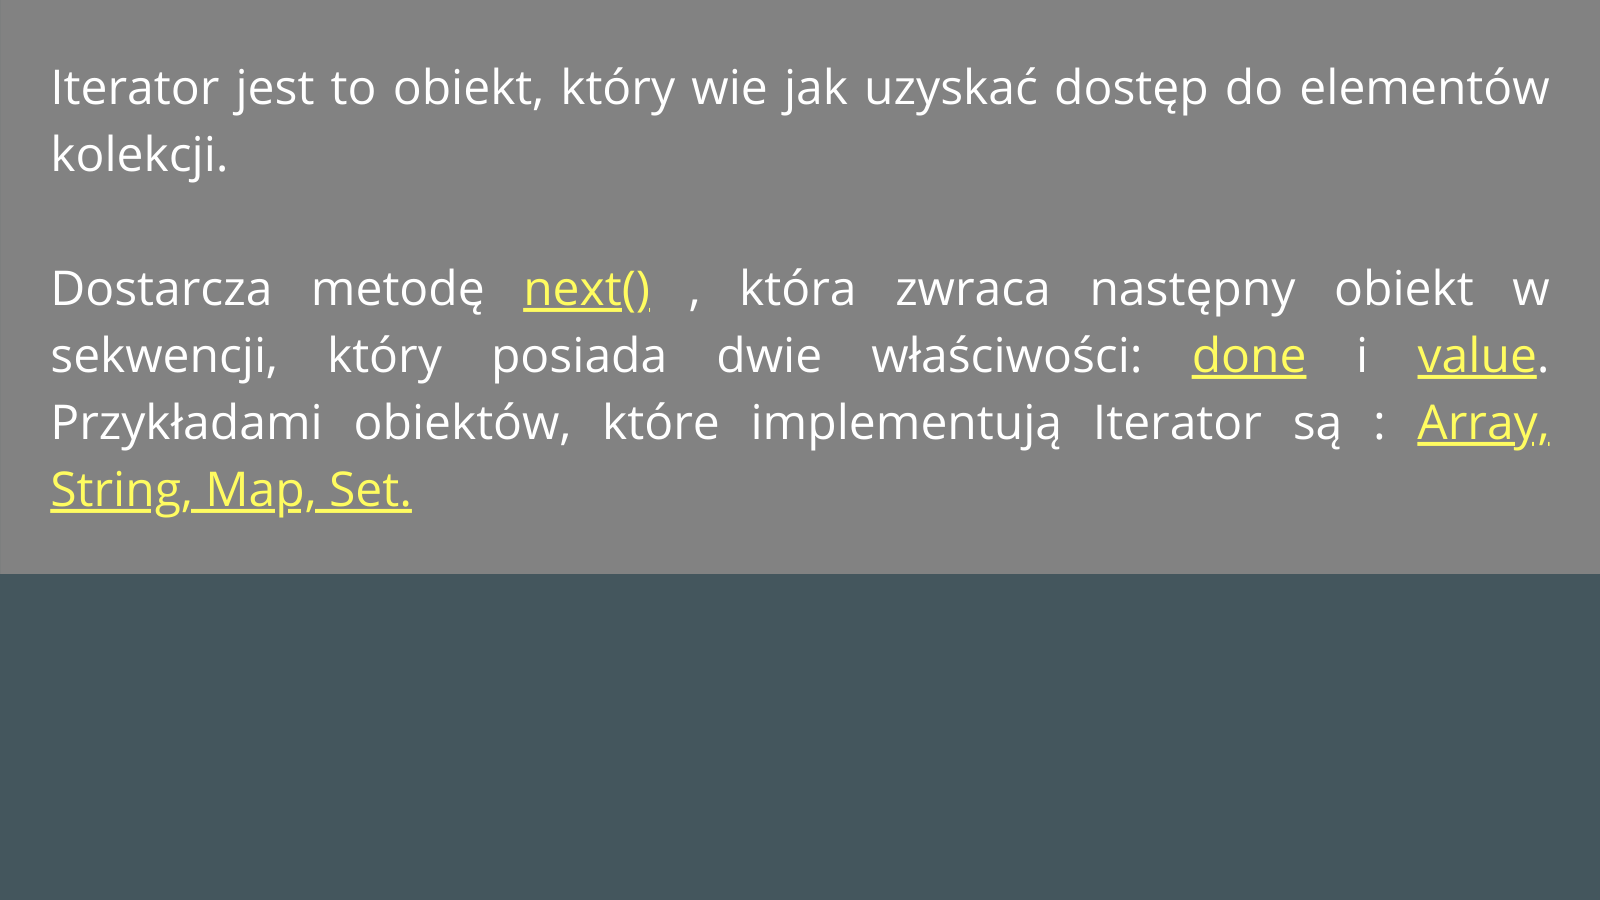 Iterator jest to obiekt, który wie jak uzyskać dostęp do elementów
kolekcji.
Dostarcza metodę next() , która zwraca następny obiekt w
sekwencji, który posiada dwie właściwości: done i value.
Przykładami obiektów, które implementują Iterator są : Array,
String, Map, Set.